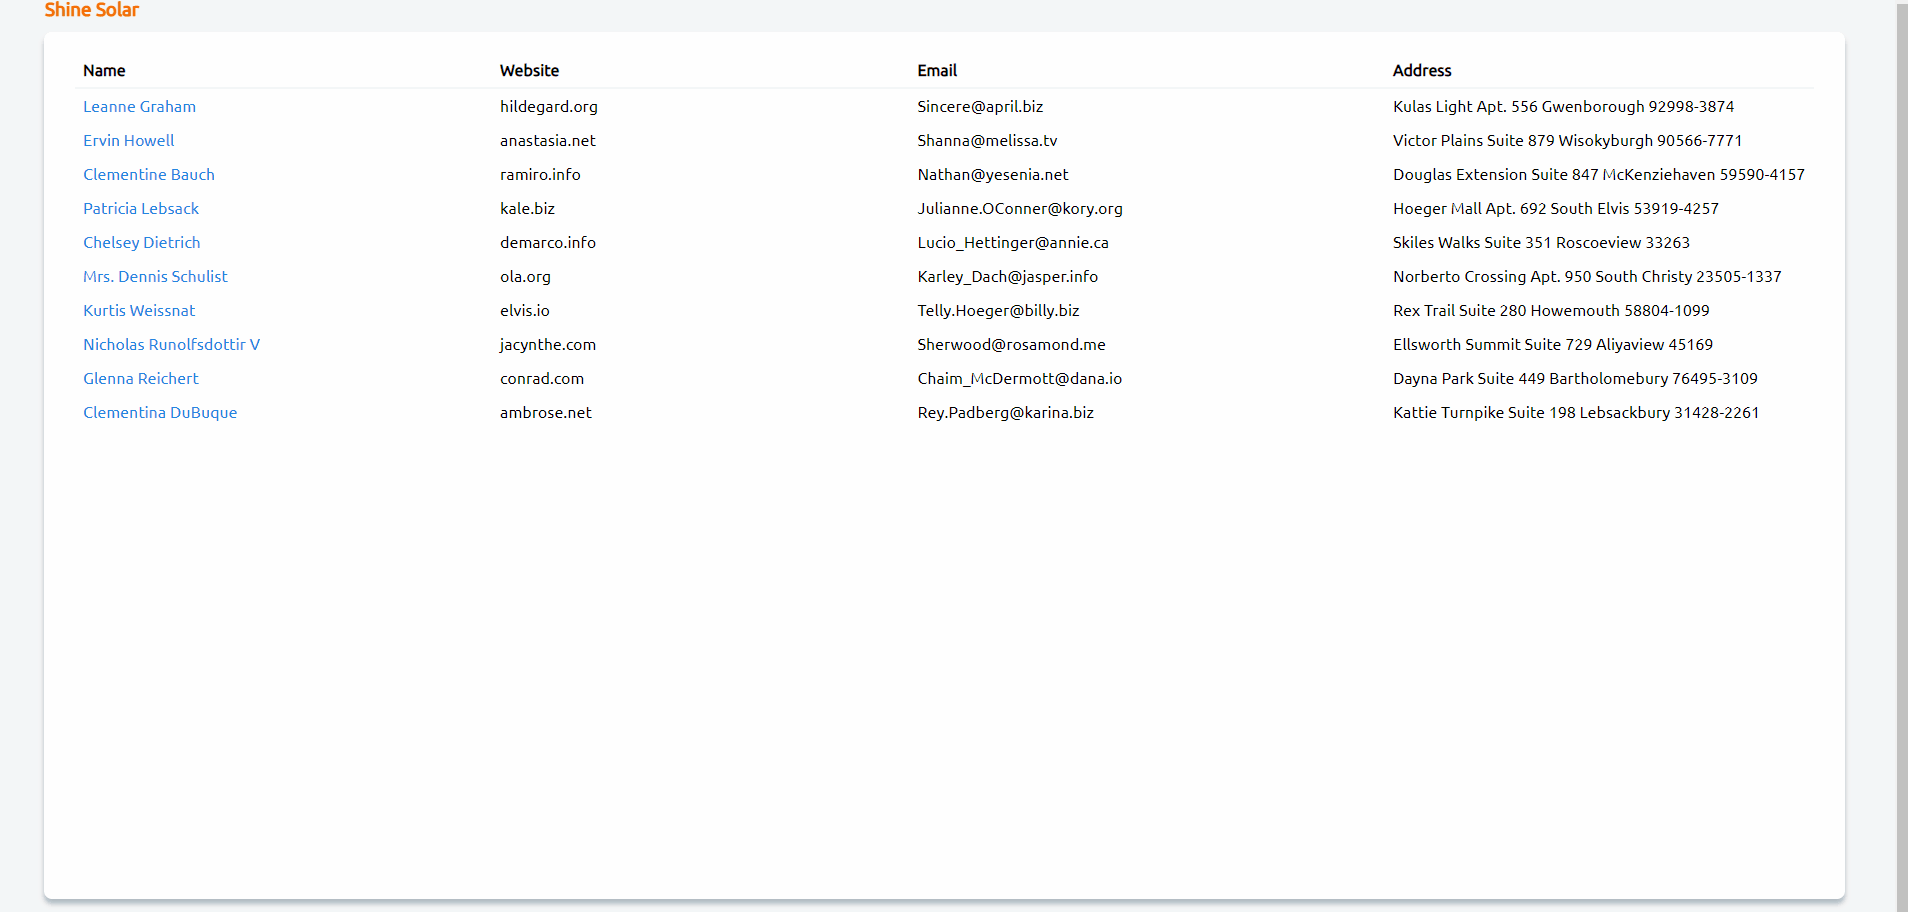 Shine Solar
Name Website Email Address
Leanne Graham hildegard.org Sincere@april.biz Kulas Light Apt. 556 Gwenborough 92998-3874
Ervin Howell anastasia.net Shanna@melissa.tv Victor Plains Suite 879 Wisokyburgh 90566-7771
Clementine Bauch ramiro.info Nathan@yesenia.net Douglas Extension Suite 847 McKenziehaven 59590-4157
Patricia Lebsack kale.biz Julianne.OConner@kory.org Hoeger Mall Apt. 692 South Elvis 53919-4257
Chelsey Dietrich demarco.info Lucio_Hettinger@annie.ca Skiles Walks Suite 351 Roscoeview 33263
Mrs. Dennis Schulist ola.org Karley_Dach@jasper.info Norberto Crossing Apt. 950 South Christy 23505-1337
Kurtis Weissnat elvis.io Telly.Hoeger@billy.biz Rex Trail Suite 280 Howemouth 58804-1099
Nicholas Runolfsdottir V jacynthe.com Sherwood@rosamond.me Ellsworth Summit Suite 729 Aliyaview 45169
Glenna Reichert conrad.com Chaim_McDermott@dana.io Dayna Park Suite 449 Bartholomebury 76495-3109
Clementina DuBuque ambrose.net Rey.Padberg@karina.biz Kattie Turnpike Suite 198 Lebsackbury 31428-2261